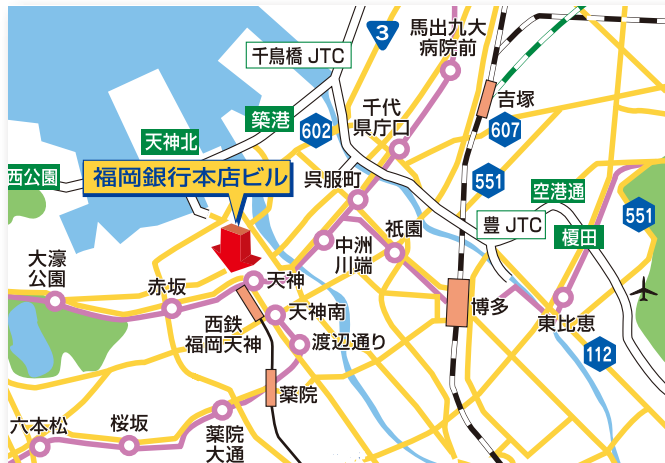 3
馬出九大
病院前
千鳥橋 JTC
吉塚
千代
県庁口
築港
602
607
天神北
西公園
福岡銀行本店ビル
呉服町
551
空港通
551
豊 JTC
榎田
祇園
中洲
川端
大濠
公園
赤坂
天神
天神南
博多
東比恵
西鉄
福岡天神
渡辺通り
112
薬院
六本松
桜坂
薬院
大通